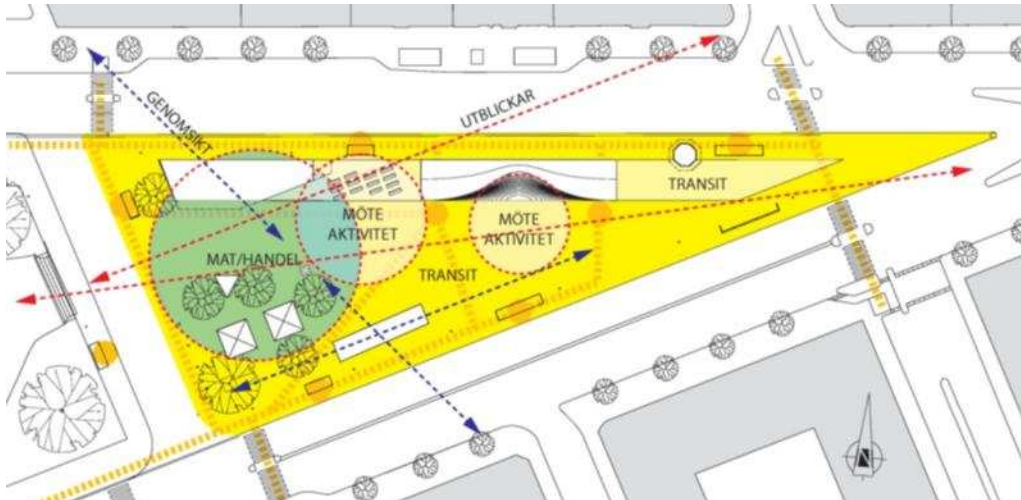 GENOMSIKT
UTBLICKAR
TRANSIT
MÖTE
AKTIVITET
MÖTE
AKTIVITET
MAT/HANDEL
TRANSIT